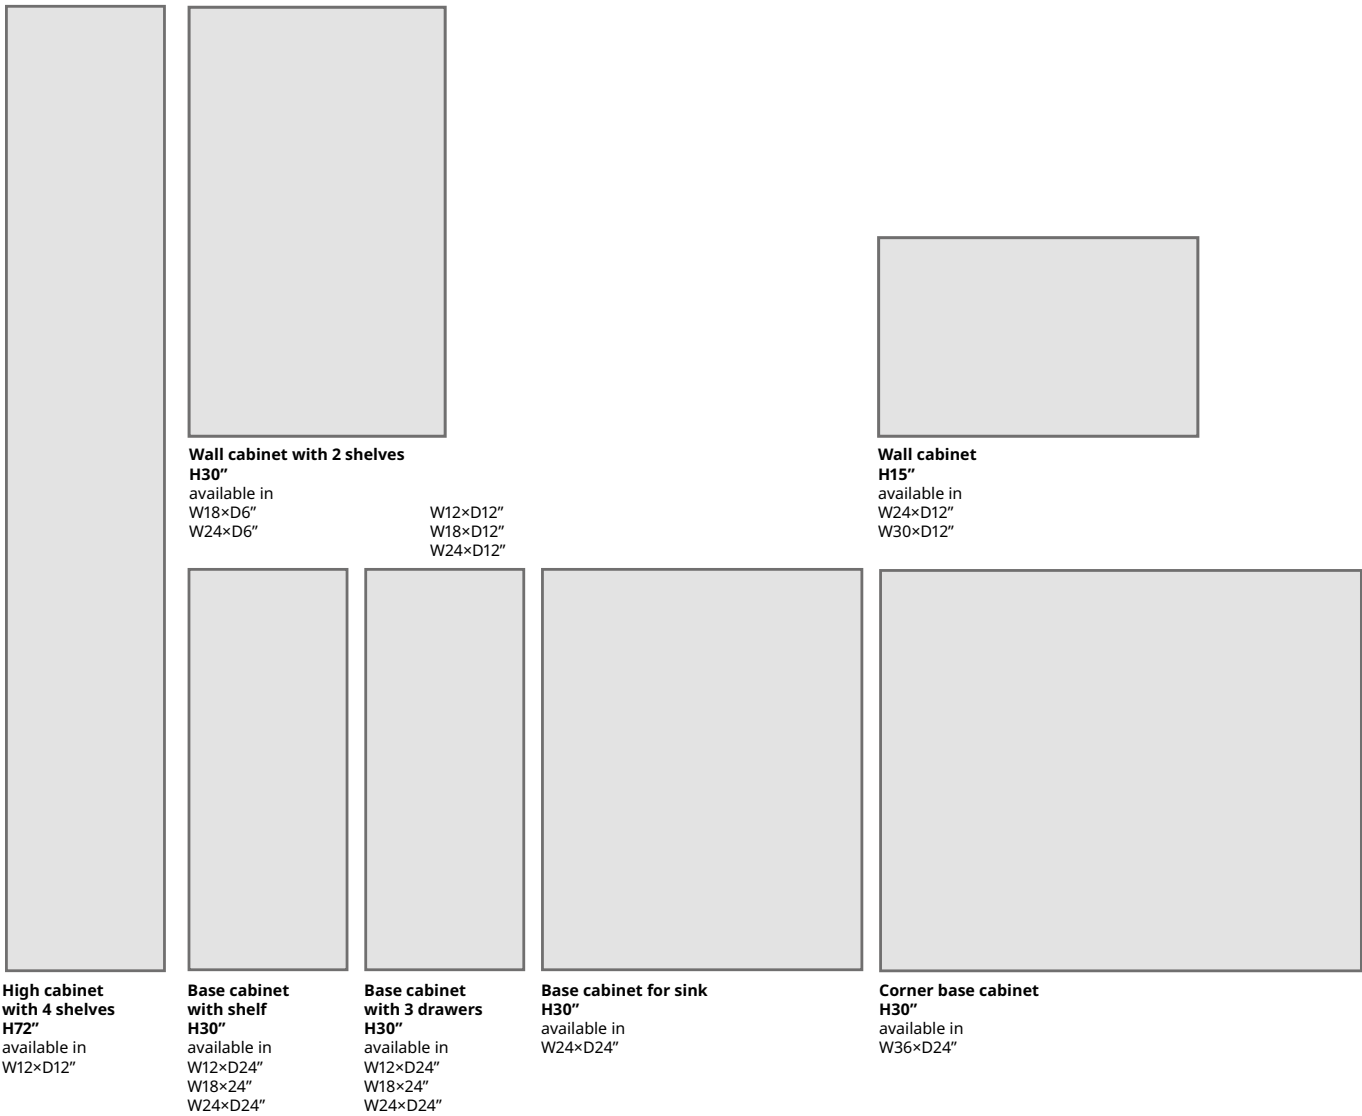 Wall cabinet with 2 shelves
H30”
available in
W18×D6”
W24×D6”
W12×D12”
W18×D12”
W24×D12”
Wall cabinet
H15”
available in
W24×D12”
W30×D12”
High cabinet
with 4 shelves
H72”
available in
W12×D12”
Base cabinet
with shelf
H30”
available in
W12×D24”
W18×24”
W24×D24”
Base cabinet
with 3 drawers
H30”
available in
W12×D24”
W18×24”
W24×D24”
Base cabinet for sink
H30”
available in
W24×D24”
Corner base cabinet
H30”
available in
W36×D24”